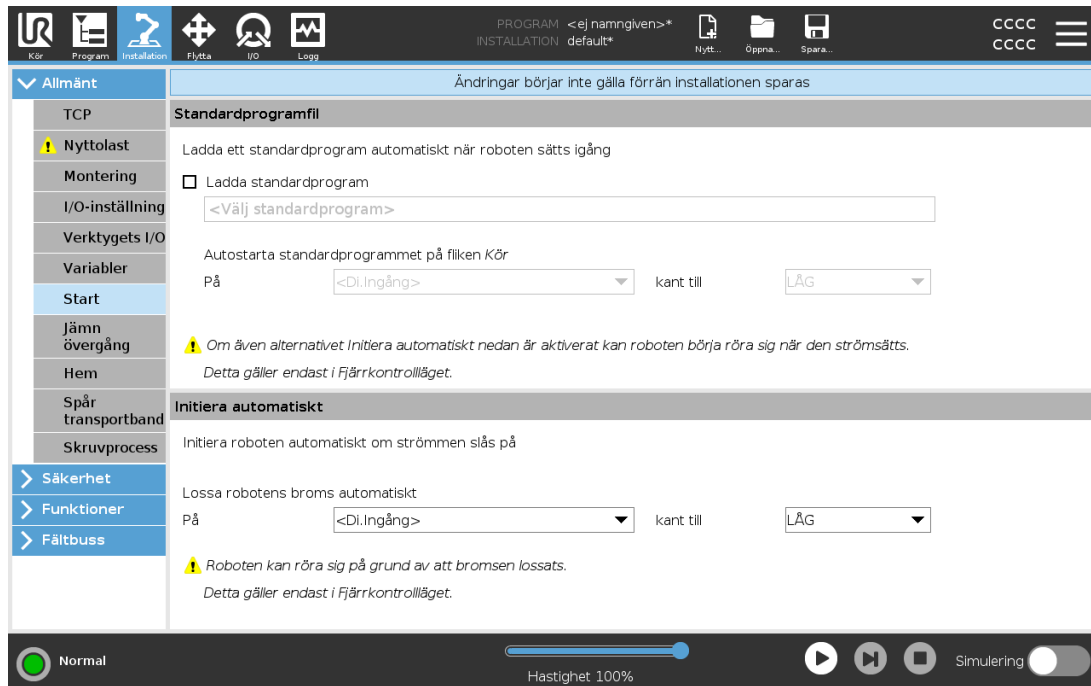 UR
PROGRAM <ej namngiven>*
INSTALLATION default*
CCCC
CCCC
Kör
Program
Installation
Flytta
I/O
Logg
Nytt...
Öppna...
Spara...
Allmänt
TCP
Nyttolast
Montering
I/O-inställning
Verktygets I/O
Variabler
Start
Jämn
övergång
Hem
Spår
transportband
Skruvprocess
Säkerhet
Funktioner
Fältbuss
Ändringar börjar inte gälla förrän installationen sparas
Standardprogramfil
Ladda ett standardprogram automatiskt när roboten sätts igång
Ladda standardprogram
<Välj standardprogram>
Autostarta standardprogrammet på fliken Kör
På <Di.Ingång> kant till LÅG
Om även alternativet Initiera automatiskt nedan är aktiverat kan roboten börja röra sig när den strömsätts.
Detta gäller endast i Fjärrkontrollläget.
Initiera automatiskt
Initiera roboten automatiskt om strömmen slås på
Lossa robotens broms automatiskt
På <Di.Ingång> kant till LÅG
Roboten kan röra sig på grund av att bromsen lossats.
Detta gäller endast i Fjärrkontrollläget.
Normal
Hastighet 100%
Simulering